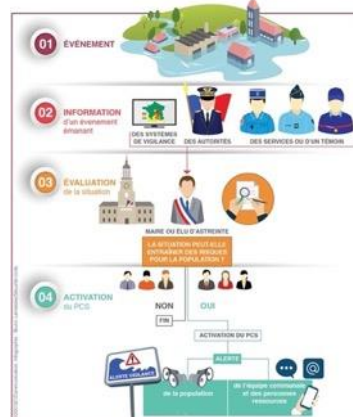 01 ÉVÉNEMENT
02 INFORMATION
d'un évenement
émanant
DES SYSTÈMES
DE VIGILANCE
DES AUTORITÉS
DES SERVICES OU D'UN TÉMOIN
03 ÉVALUATION
de la situation
MAIRE OU ÉLU D'ASTREINTE
LA SITUATION PEUT-ELLE
ENTRAÎNER DES RISQUES
POUR LA POPULATION ?
04 ACTIVATION
du PCS
NON
OUI
FIN
ACTIVATION DU PCS
ALERTE
ALERTE VIGILANCE
de la population
de l'équipe communale
et des personnes
ressources